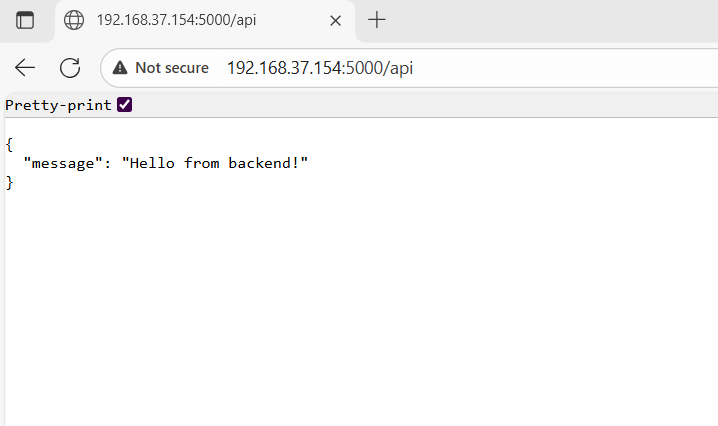 192.168.37.154:5000/api
Not secure 192.168.37.154:5000/api
Pretty-print
{
"message": "Hello from backend!"
}